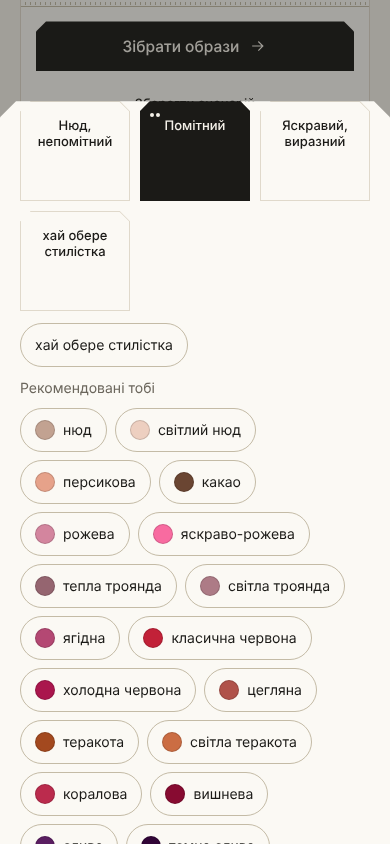 Зібрати образи →
Нюд,
непомітний
Помітний
Яскравий,
виразний
хай обере
стилістка
хай обере стилістка
Рекомендовані тобі
нюд
світлий нюд
персикова
какао
рожева
яскраво-рожева
тепла троянда
світла троянда
ягідна
класична червона
холодна червона
цегляна
теракота
світла теракота
коралова
вишнева